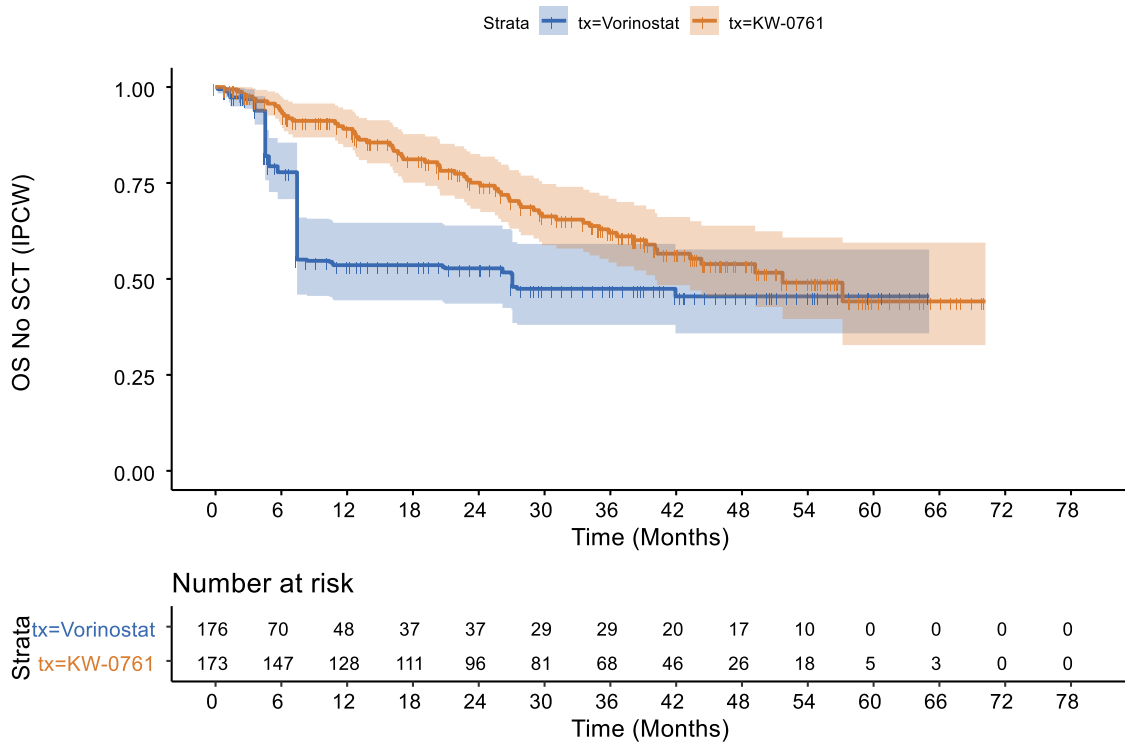 Strata tx=Vorinostat tx=KW-0761
OS No SCT (IPCW)
1.00
0.75
0.50
0.25
0.00
0 6 12 18 24 30 36 42 48 54 60 66 72 78
Time (Months)
Number at risk
Strata
tx=Vorinostat 176 70 48 37 37 29 29 20 17 10 0 0 0 0
tx=KW-0761 173 147 128 111 96 81 68 46 26 18 5 3 0 0
0 6 12 18 24 30 36 42 48 54 60 66 72 78
Time (Months)